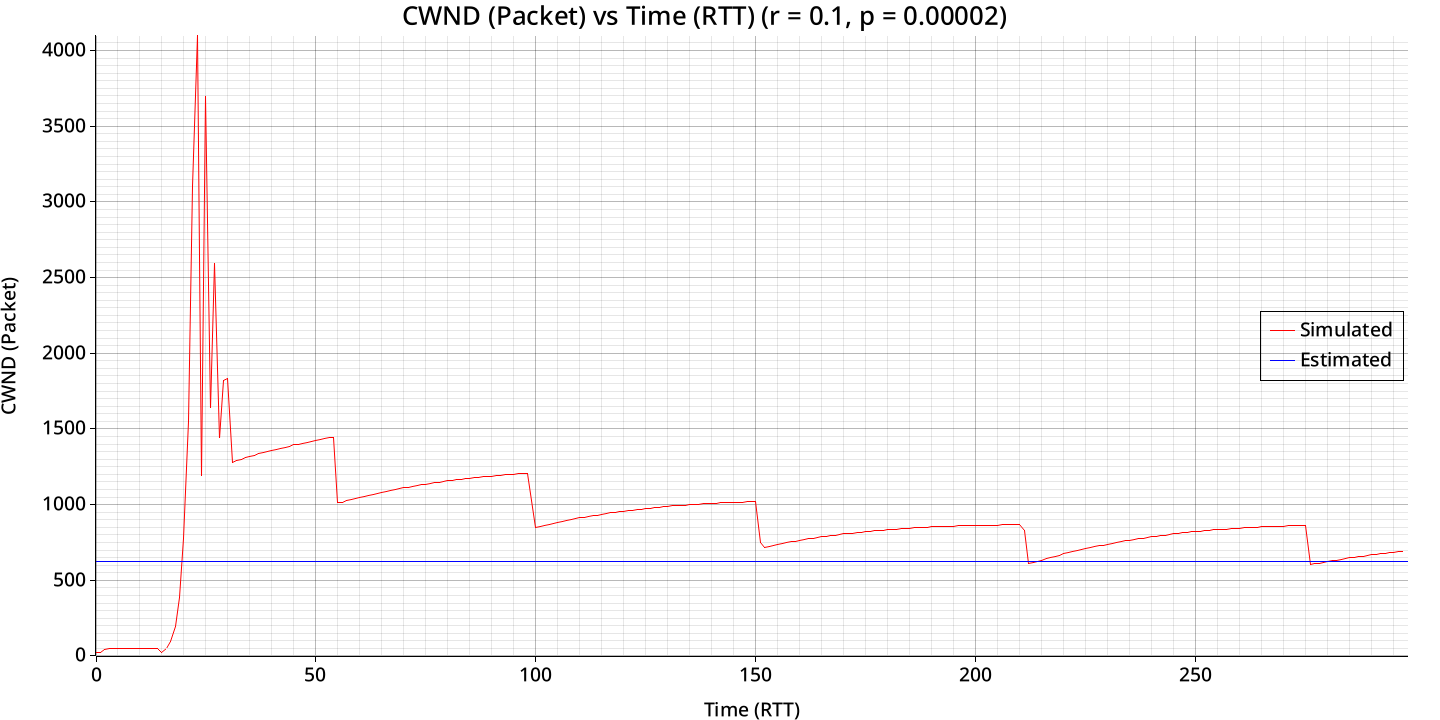 CWND (Packet) vs Time (RTT) (r = 0.1, p = 0.00002)
CWND (Packet)
4000
3500
3000
2500
2000
1500
1000
500
0
Simulated
Estimated
0 50 100 150 200 250
Time (RTT)